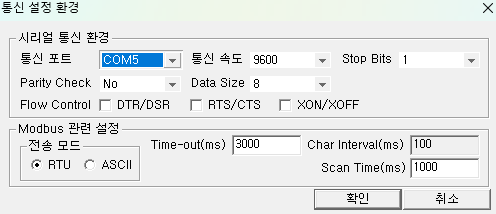 통신 설정 환경
시리얼 통신 환경
통신 포트 COM5 통신 속도 9600 Stop Bits 1
Parity Check No Data Size 8
Flow Control DTR/DSR RTS/CTS XON/XOFF
Modbus 관련 설정
전송 모드 Time-out(ms) 3000 Char Interval(ms) 100
RTU ASCII Scan Time(ms) 1000
확인 취소